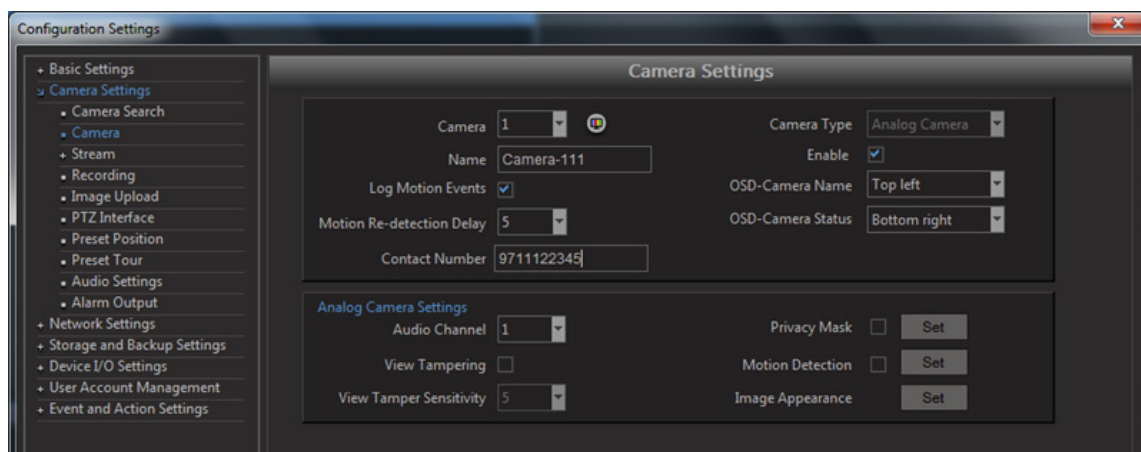 Configuration Settings
+ Basic Settings
Camera Settings
Camera Search
Camera
+ Stream
Recording
Image Upload
PTZ Interface
Preset Position
Preset Tour
Audio Settings
Alarm Output
+ Network Settings
+ Storage and Backup Settings
+ Device I/O Settings
+ User Account Management
+ Event and Action Settings
Camera Settings
Camera 1
Name Camera-111
Log Motion Events
Motion Re-detection Delay 5
Contact Number 9711122345
Camera Type Analog Camera
Enable
OSD-Camera Name Top left
OSD-Camera Status Bottom right
Analog Camera Settings
Audio Channel 1
View Tampering
View Tamper Sensitivity 5
Privacy Mask Set
Motion Detection Set
Image Appearance Set